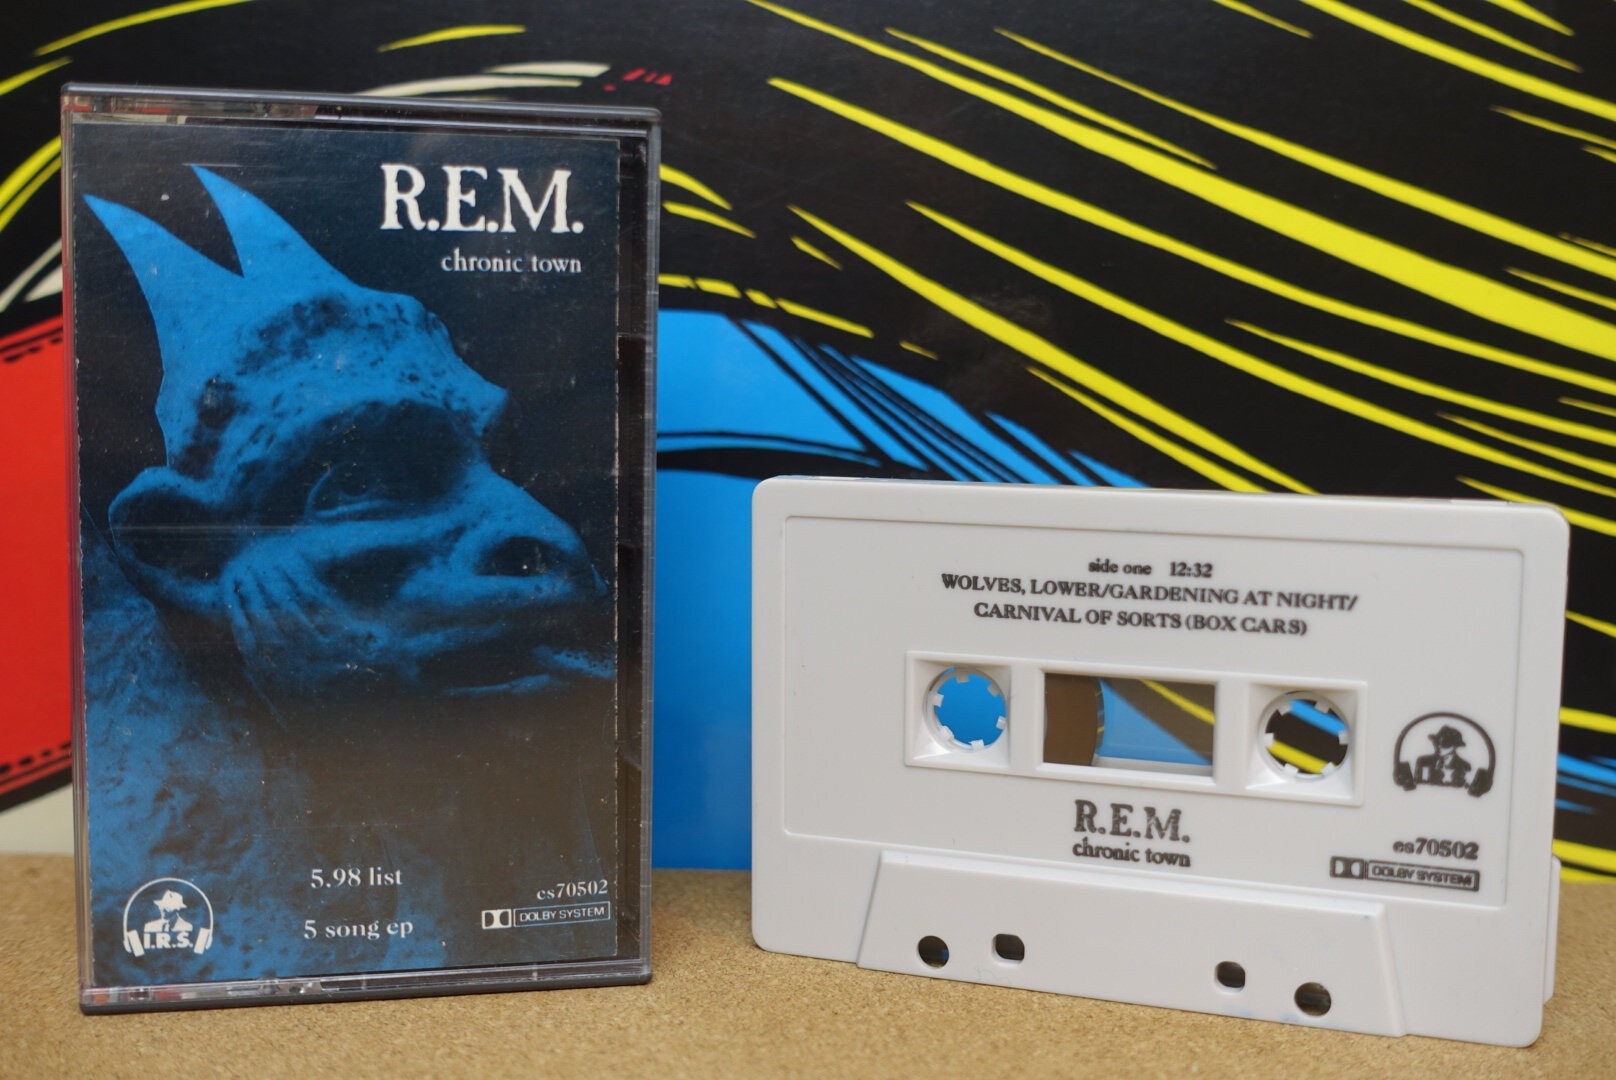 R.E.M.
chronic town
5.98 list
5 song ep
cs70502
DOLBY SYSTEM
I.R.S.
side one 12:32
WOLVES, LOWER/GARDENING AT NIGHT/
CARNIVAL OF SORTS (BOX CARS)
I.R.S.
R.E.M.
chronic town
cs70502
DOLBY SYSTEM